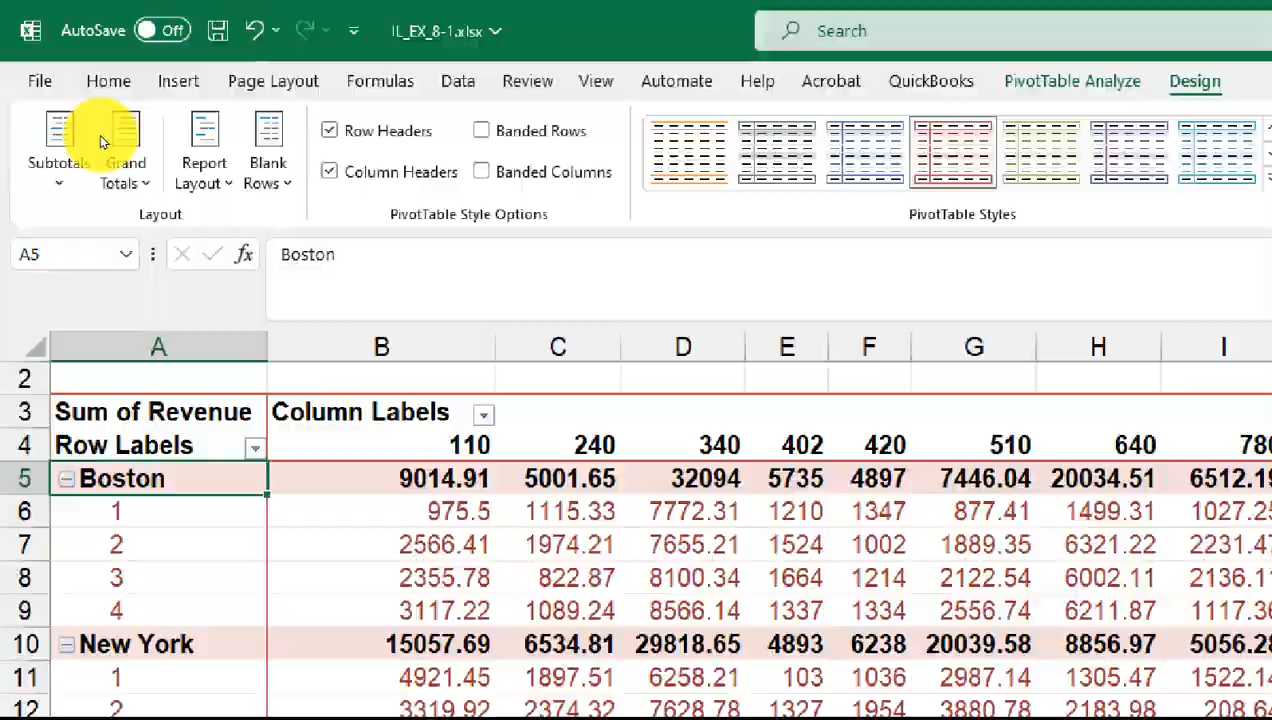 AutoSave Off IL_EX_8-1.xlsx Search
File Home Insert Page Layout Formulas Data Review View Automate Help Acrobat QuickBooks PivotTable Analyze Design
Subtotals Grand Totals Report Layout Blank Rows
Row Headers Banded Rows
Column Headers Banded Columns
Layout PivotTable Style Options PivotTable Styles
A5 fx Boston
A B C D E F G H I
2
3 Sum of Revenue Column Labels
4 Row Labels 110 240 340 402 420 510 640 780
5 Boston 9014.91 5001.65 32094 5735 4897 7446.04 20034.51 6512.19
6 1 975.5 1115.33 7772.31 1210 1347 877.41 1499.31 1027.25
7 2 2566.41 1974.21 7655.21 1524 1002 1889.35 6321.22 2231.47
8 3 2355.78 822.87 8100.34 1664 1214 2122.54 6002.11 2136.11
9 4 3117.22 1089.24 8566.14 1337 1334 2556.74 6211.87 1117.36
10 New York 15057.69 6534.81 29818.65 4893 6238 20039.58 8856.97 5056.28
11 1 4921.45 1897.51 6258.21 103 1036 2987.14 1305.47 1522.14
12 2 3319.92 2374.32 7628.78 1327 1954 3880.78 2183.98 208.64